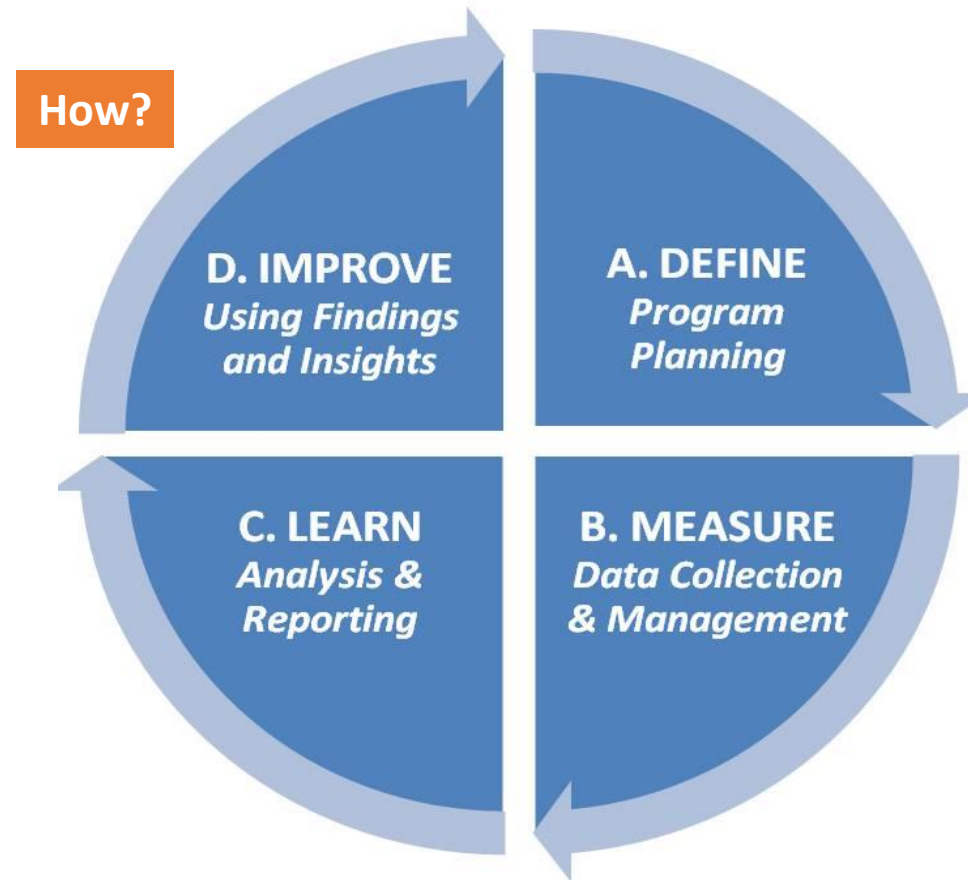 How?
D. IMPROVE
Using Findings
and Insights
A. DEFINE
Program
Planning
C. LEARN
Analysis &
Reporting
B. MEASURE
Data Collection
& Management